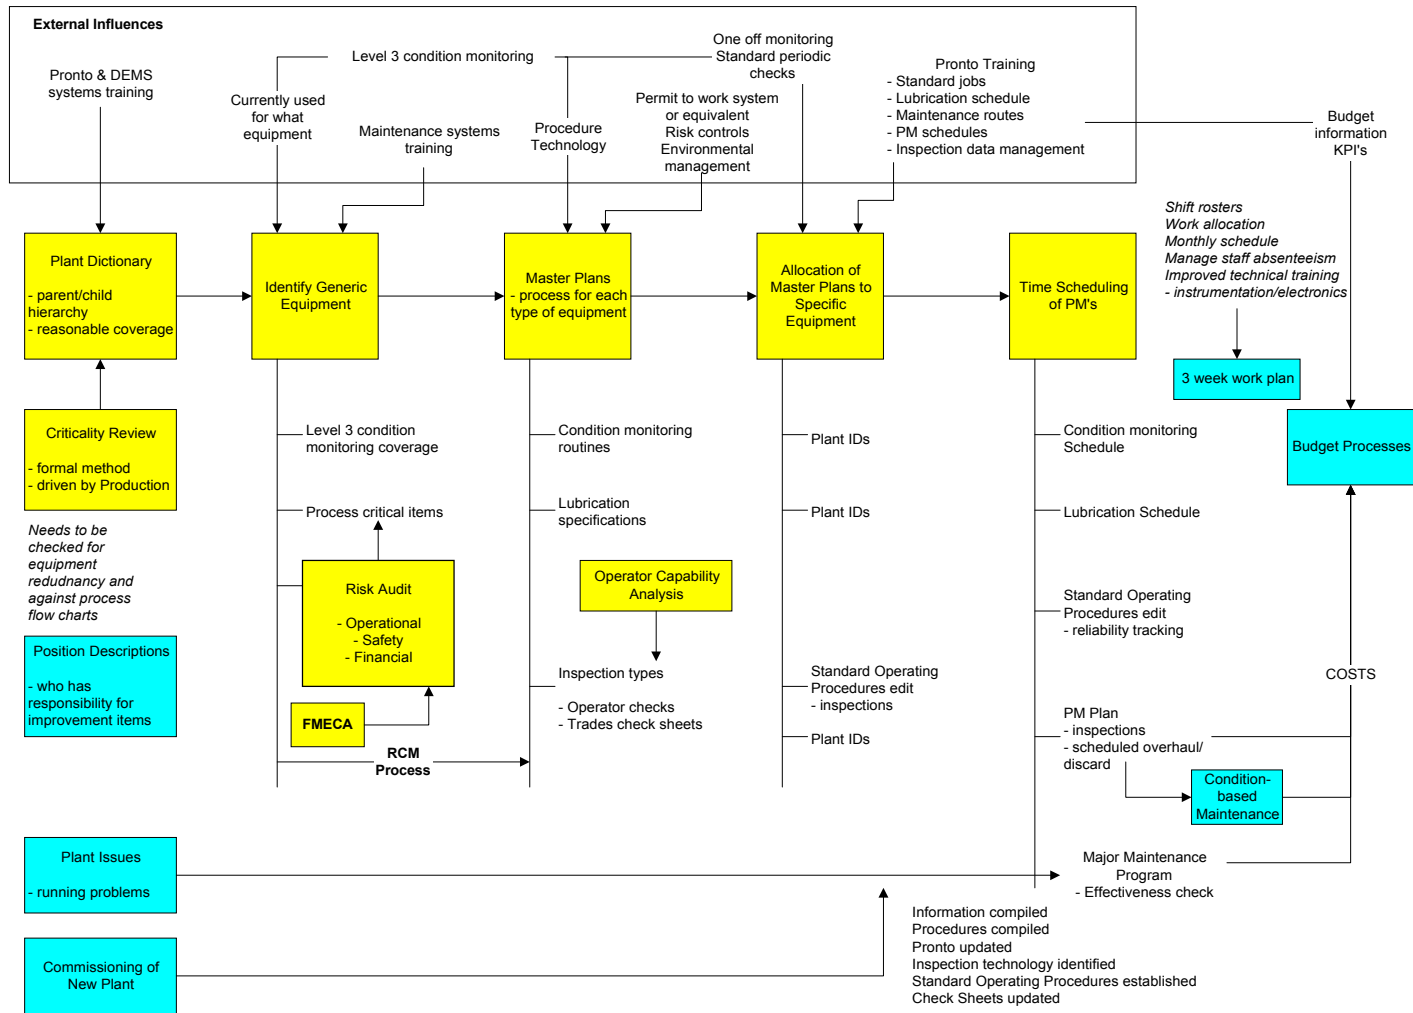 External Influences
Pronto & DEMS
systems training
Level 3 condition monitoring
Currently used
for what
equipment
Maintenance systems
training
Procedure
Technology
One off monitoring
Standard periodic
checks
Permit to work system
or equivalent
Risk controls
Environmental
management
Pronto Training
- Standard jobs
- Lubrication schedule
- Maintenance routes
- PM schedules
- Inspection data management
Budget
information
KPI's
Shift rosters
Work allocation
Monthly schedule
Manage staff absenteeism
Improved technical training
- instrumentation/electronics
Plant Dictionary
- parent/child
hierarchy
- reasonable coverage
Identify Generic
Equipment
Master Plans
- process for each
type of equipment
Allocation of
Master Plans to
Specific
Equipment
Time Scheduling
of PM's
3 week work plan
Budget Processes
Criticality Review
- formal method
- driven by Production
Needs to be
checked for
equipment
redudnancy and
against process
flow charts
Position Descriptions
- who has
responsibility for
improvement items
Level 3 condition
monitoring coverage
Process critical items
Risk Audit
- Operational
- Safety
- Financial
FMECA
RCM
Process
Condition monitoring
routines
Lubrication
specifications
Operator Capability
Analysis
Inspection types
- Operator checks
- Trades check sheets
Plant IDs
Plant IDs
Standard Operating
Procedures edit
- inspections
Plant IDs
Condition monitoring
Schedule
Lubrication Schedule
Standard Operating
Procedures edit
- reliability tracking
COSTS
PM Plan
- inspections
- scheduled overhaul/
discard
Condition-
based
Maintenance
Plant Issues
- running problems
Major Maintenance
Program
- Effectiveness check
Commissioning of
New Plant
Information compiled
Procedures compiled
Pronto updated
Inspection technology identified
Standard Operating Procedures established
Check Sheets updated